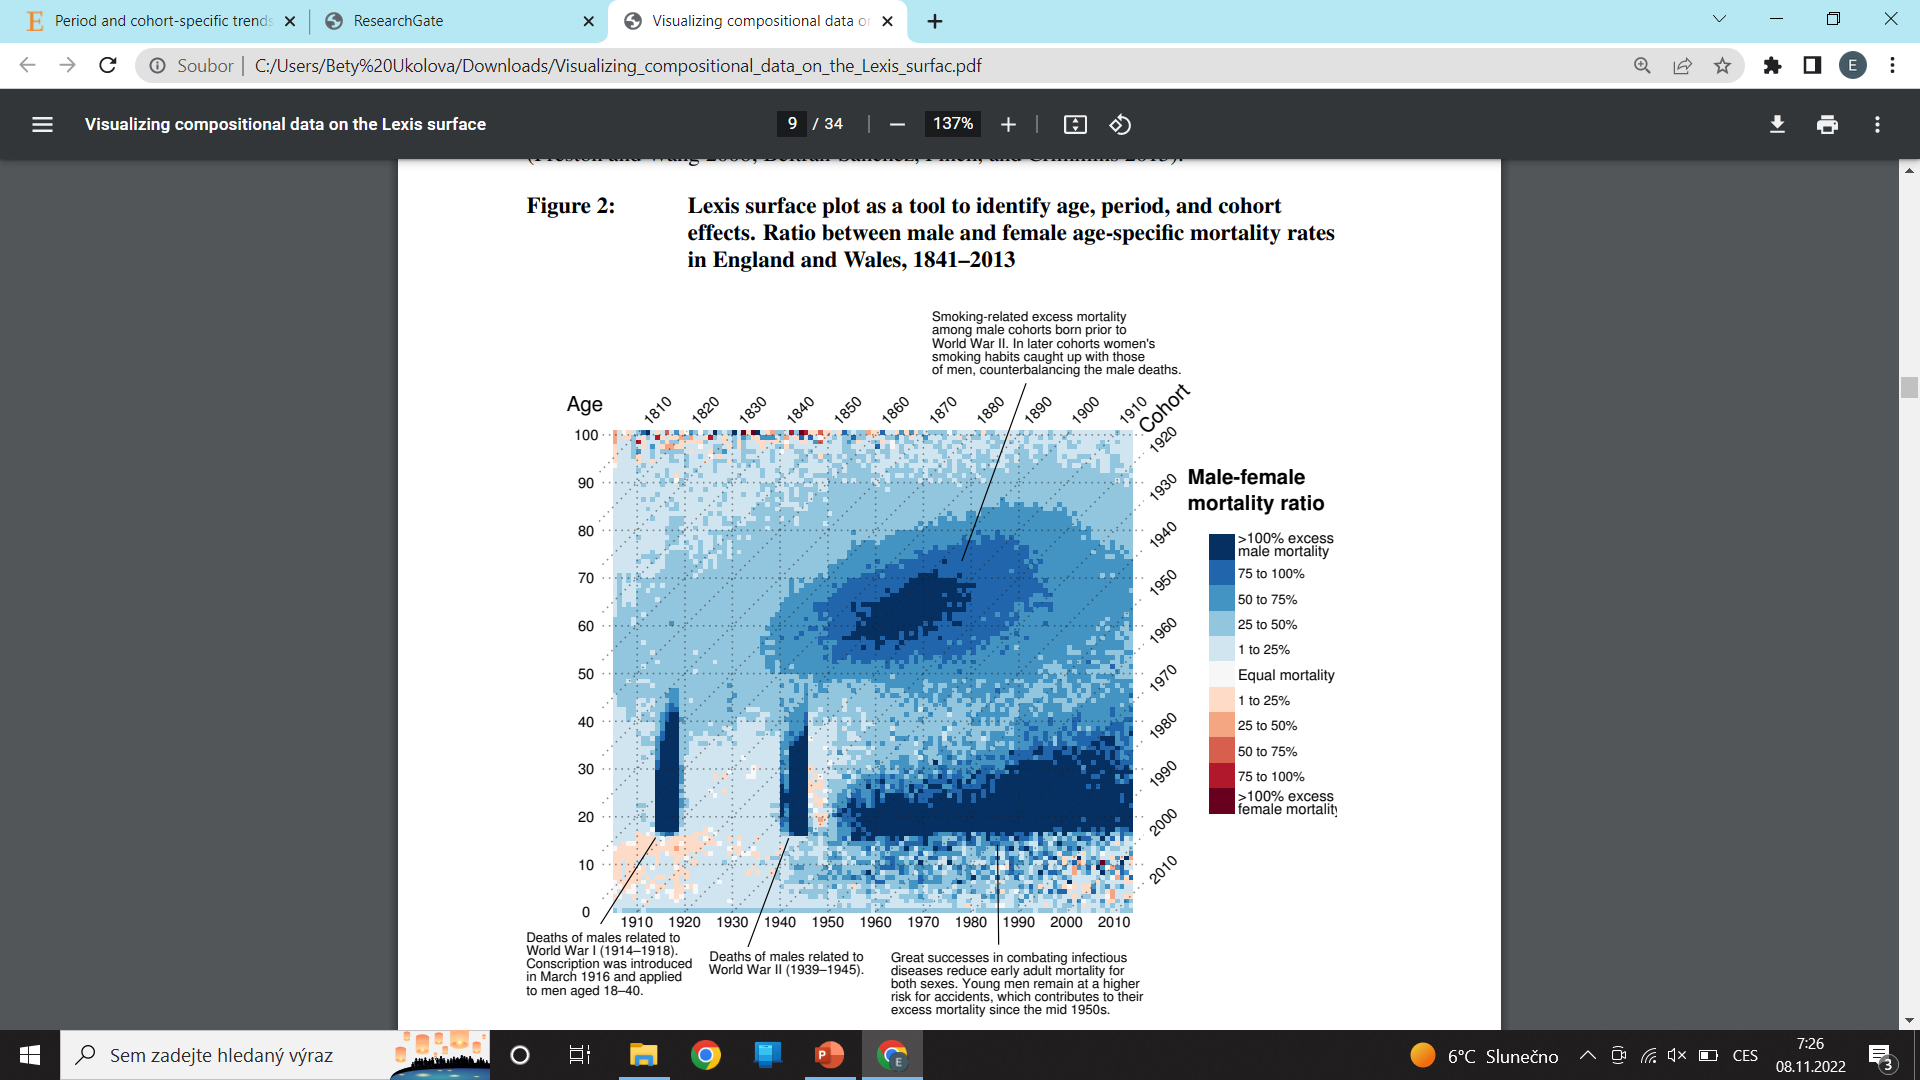 Period and cohort-specific trends
ResearchGate
Visualizing compositional data o
Soubor
C:/Users/Bety%20Ukolova/Downloads/Visualizing_compositional_data_on_the_Lexis_surfac.pdf
E
Visualizing compositional data on the Lexis surface
9 / 34
137%
Figure 2:
Lexis surface plot as a tool to identify age, period, and cohort
effects. Ratio between male and female age-specific mortality rates
in England and Wales, 1841–2013
Smoking-related excess mortality
among male cohorts born prior to
World War II. In later cohorts women's
smoking habits caught up with those
of men, counterbalancing the male deaths.
Age
1810 1820 1830 1840 1850 1860 1870 1880 1890 1900 1910
Cohort
1920
1930
1940
1950
1960
1970
1980
1990
2000
2010
100
90
80
70
60
50
40
30
20
10
0
1910 1920 1930 1940 1950 1960 1970 1980 1990 2000 2010
Male-female
mortality ratio
>100% excess
male mortality
75 to 100%
50 to 75%
25 to 50%
1 to 25%
Equal mortality
1 to 25%
25 to 50%
50 to 75%
75 to 100%
>100% excess
female mortality
Deaths of males related to
World War I (1914–1918).
Conscription was introduced
in March 1916 and applied
to men aged 18–40.
Deaths of males related to
World War II (1939–1945).
Great successes in combating infectious
diseases reduce early adult mortality for
both sexes. Young men remain at a higher
risk for accidents, which contributes to their
excess mortality since the mid 1950s.
Sem zadejte hledaný výraz
6°C Slunečno
CES
7:26
08.11.2022
3